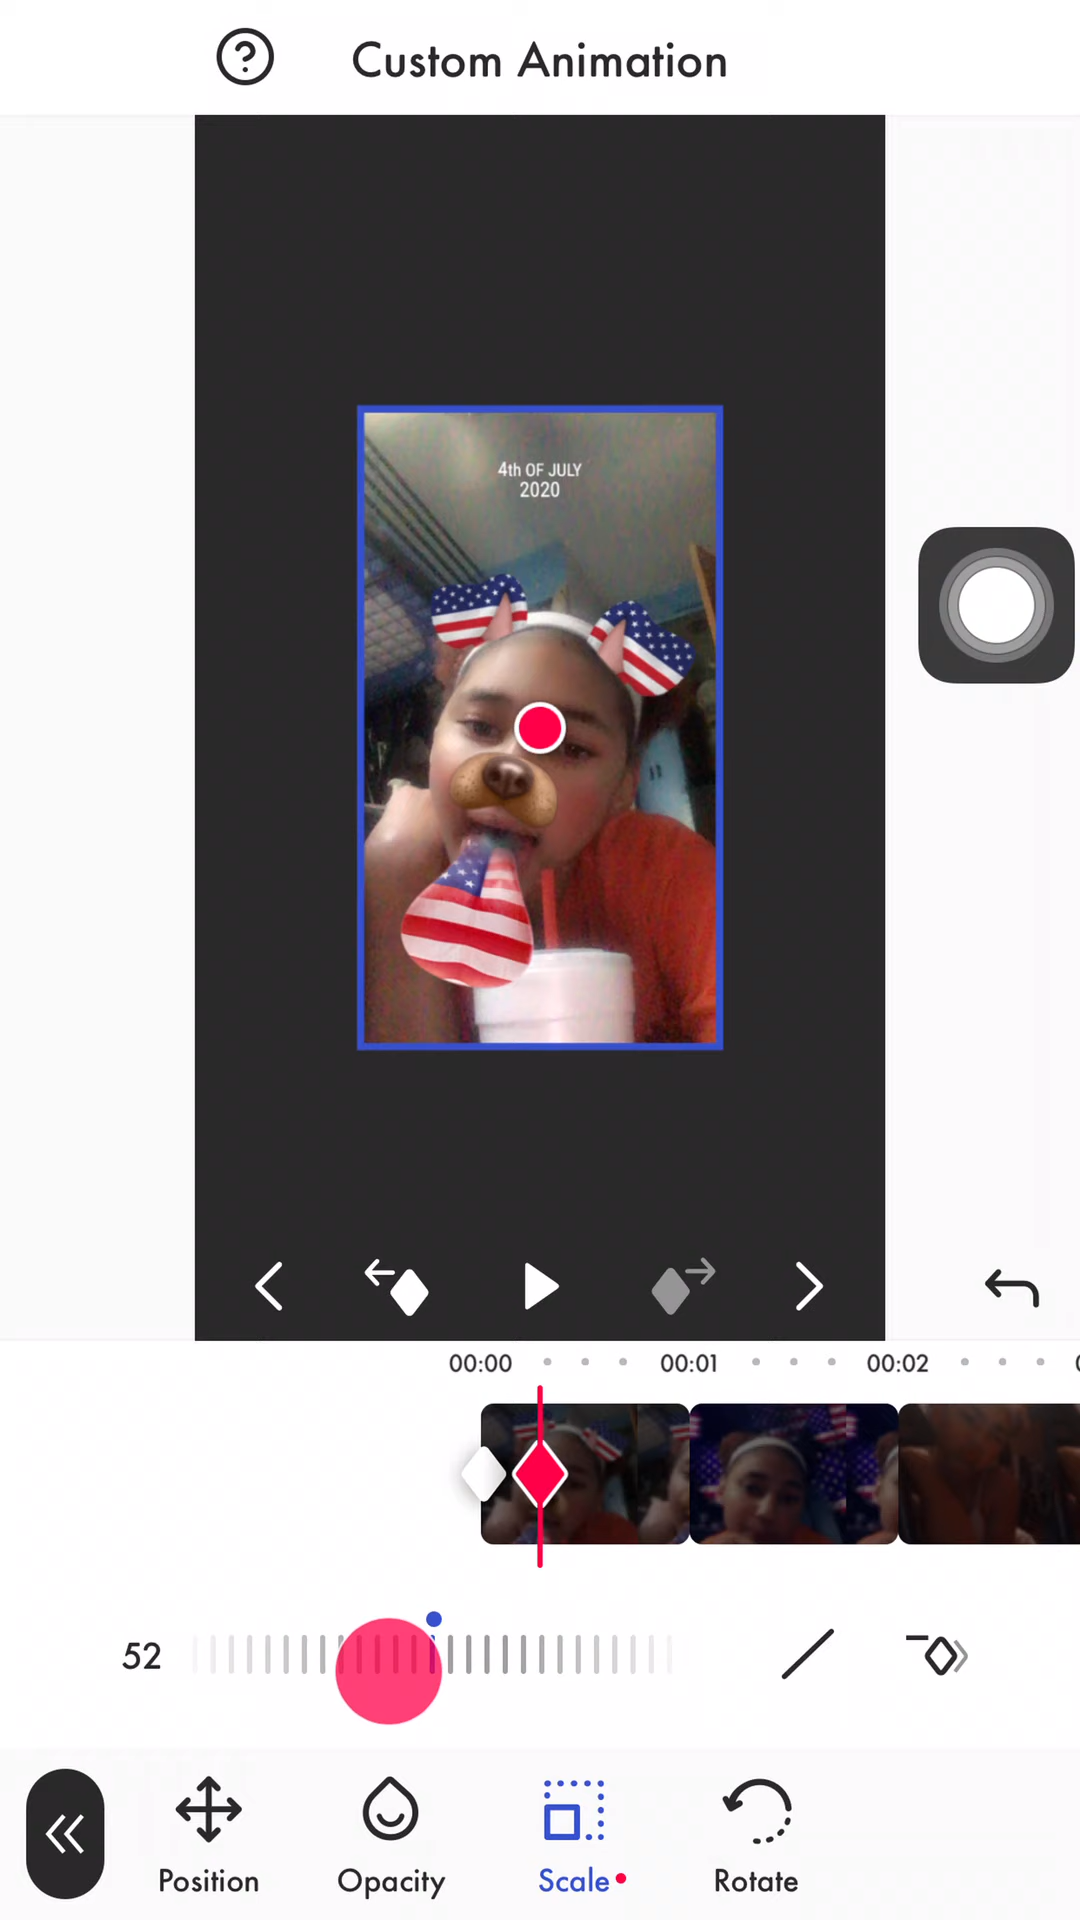 Custom Animation
4th OF JULY
2020
00:00
00:01
00:02
52
Position
Opacity
Scale
Rotate